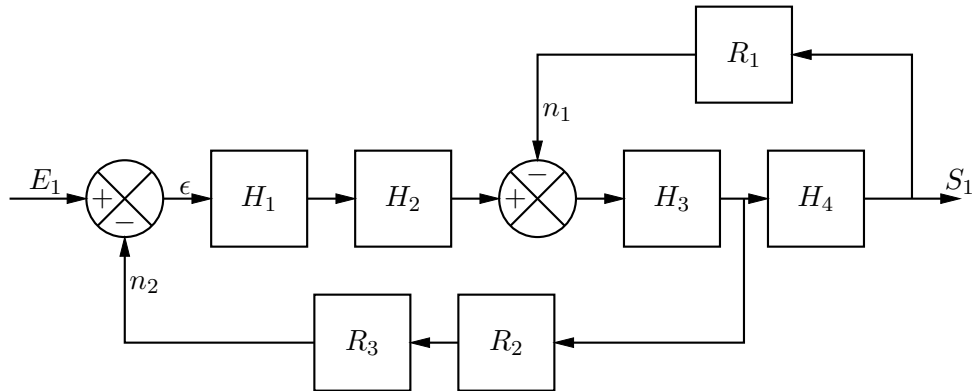 R₁
n₁
E₁
+
−
ϵ
H₁
H₂
+
−
H₃
H₄
S₁
n₂
R₃
R₂